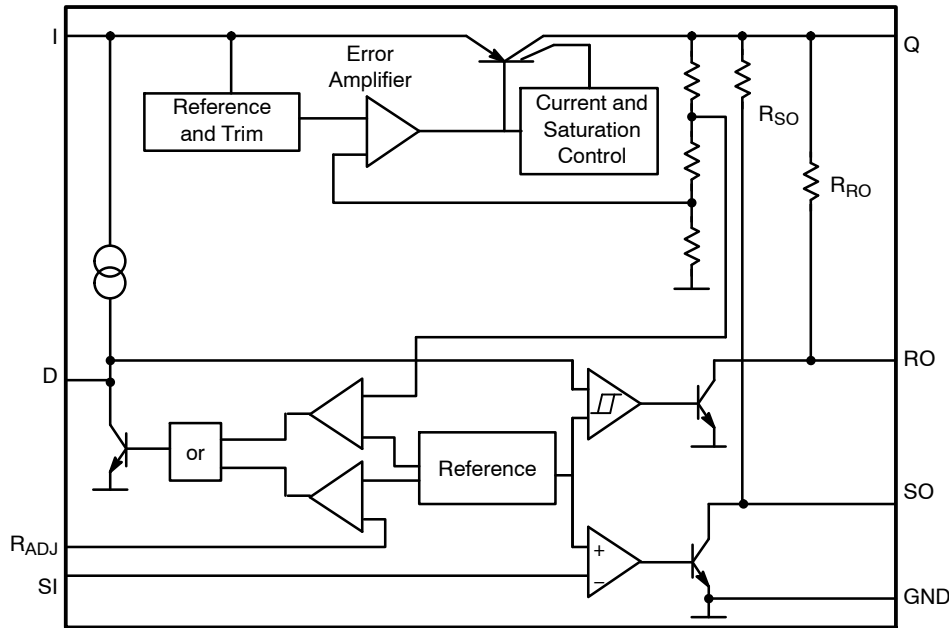 I
Error
Amplifier
Q
Reference
and Trim
Current and
Saturation
Control
RSO
RRO
D
RO
or
Reference
SO
RADJ
SI
+
−
GND